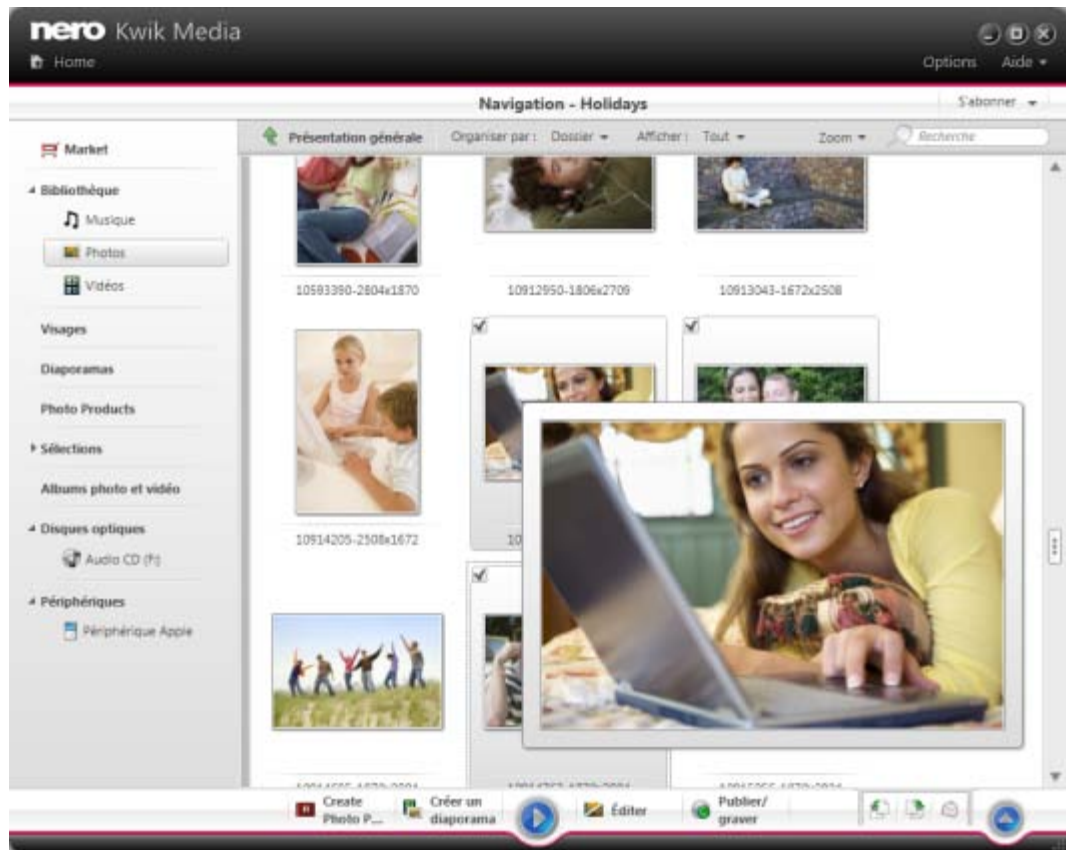 nero Kwik Media
Home
Options Aide
Navigation - Holidays
S'abonner
Présentation générale Organiser par : Dossier Afficher : Tout Zoom Recherche
Market
Bibliothèque
Musique
Photos
Vidéos
Visages
Diaporamas
Photo Products
Sélections
Albums photo et vidéo
Disques optiques
Audio CD (F:)
Périphériques
Périphérique Apple
10593390-2804x1870 10912950-1806x2709 10913043-1672x2508
10914205-2508x1672 10
Create Photo P... Créer un diaporama Éditer Publier/ graver